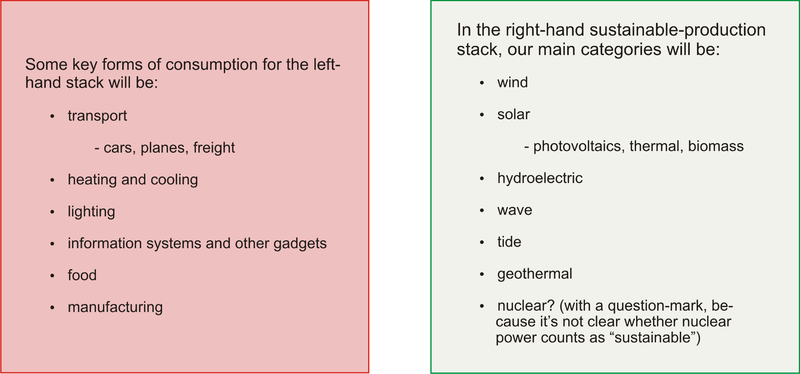 Some key forms of consumption for the left-
hand stack will be:
• transport
- cars, planes, freight
• heating and cooling
• lighting
• information systems and other gadgets
• food
• manufacturing
In the right-hand sustainable-production
stack, our main categories will be:
• wind
• solar
- photovoltaics, thermal, biomass
• hydroelectric
• wave
• tide
• geothermal
• nuclear? (with a question-mark, be-
cause it’s not clear whether nuclear
power counts as “sustainable”)